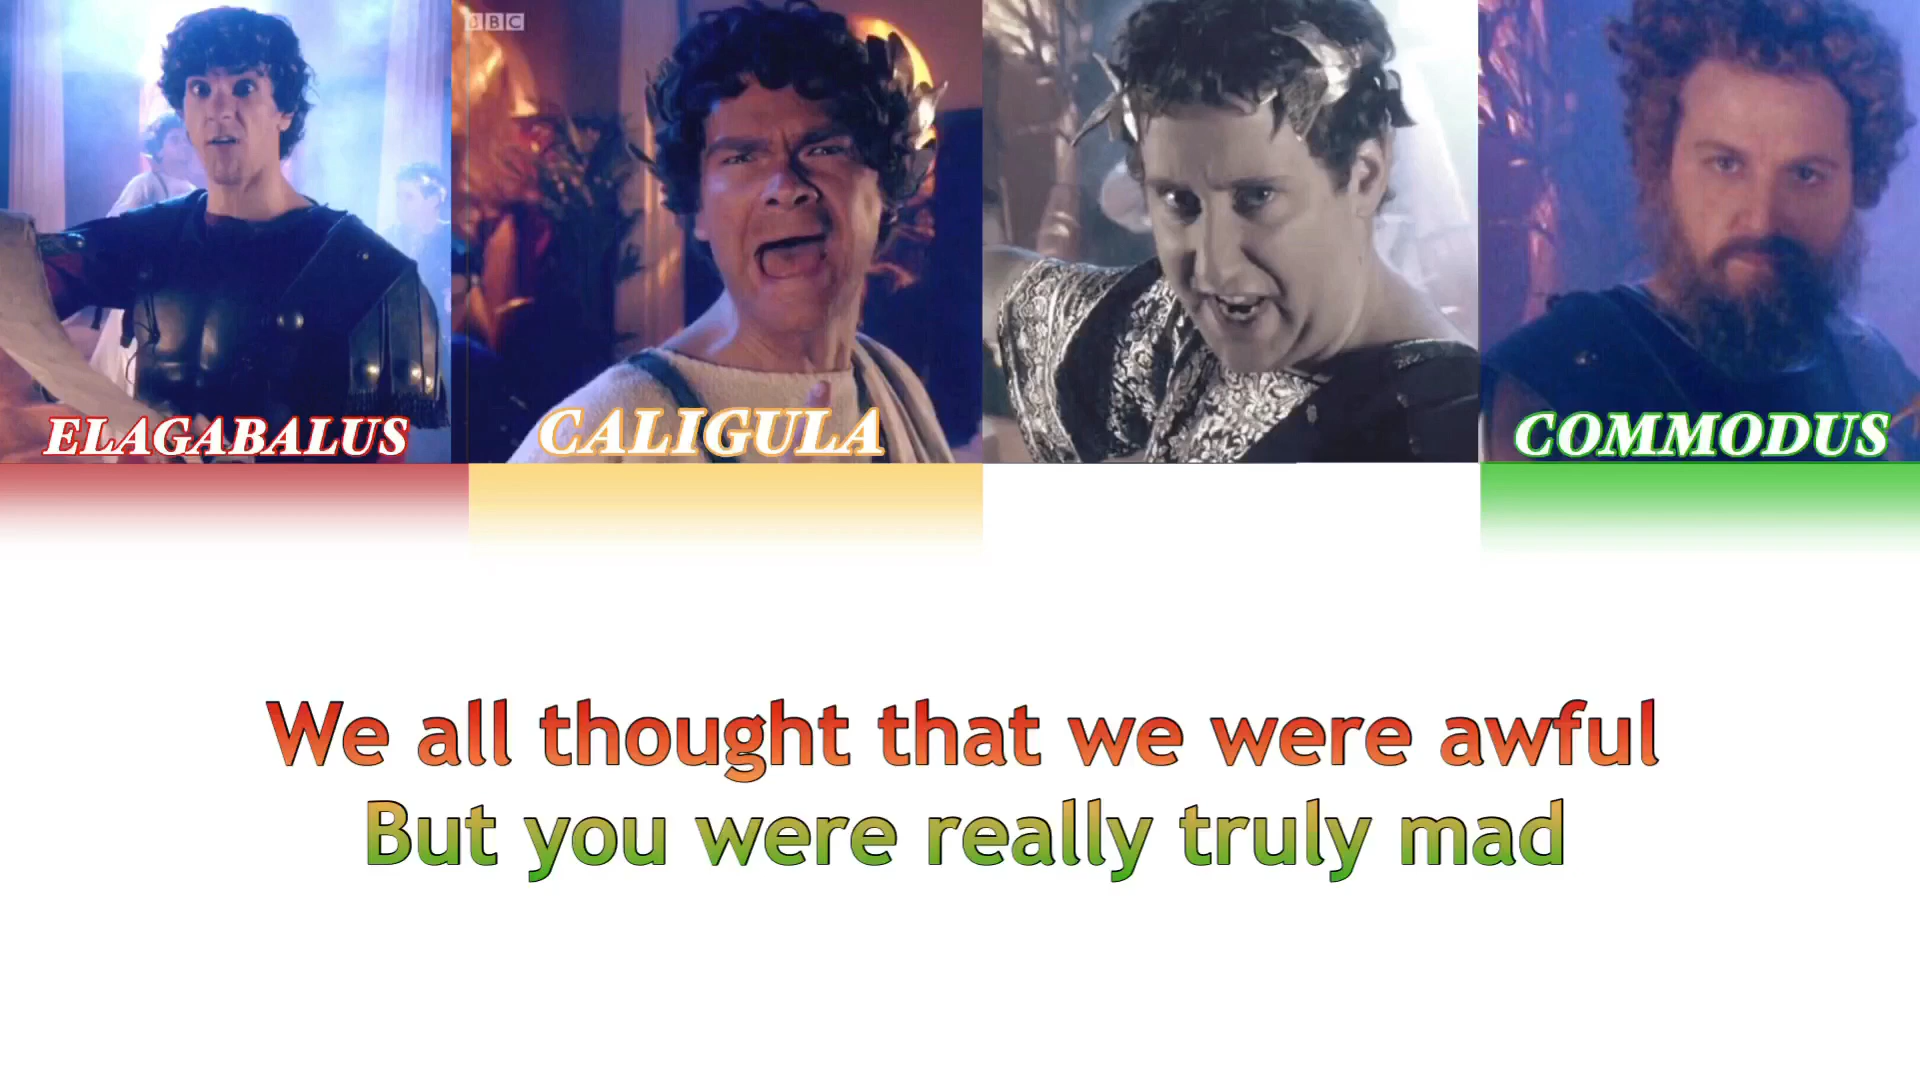 BBC
ELAGABALUS
CALIGULA
COMMODUS
We all thought that we were awful
But you were really truly mad